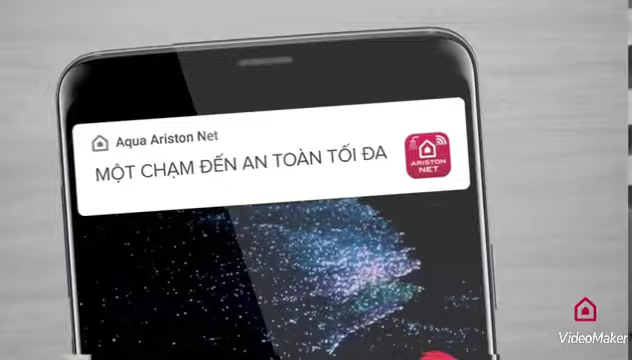 Aqua Ariston Net
MỘT CHẠM ĐẾN AN TOÀN TỐI ĐA
ARISTON
NET
VideoMaker